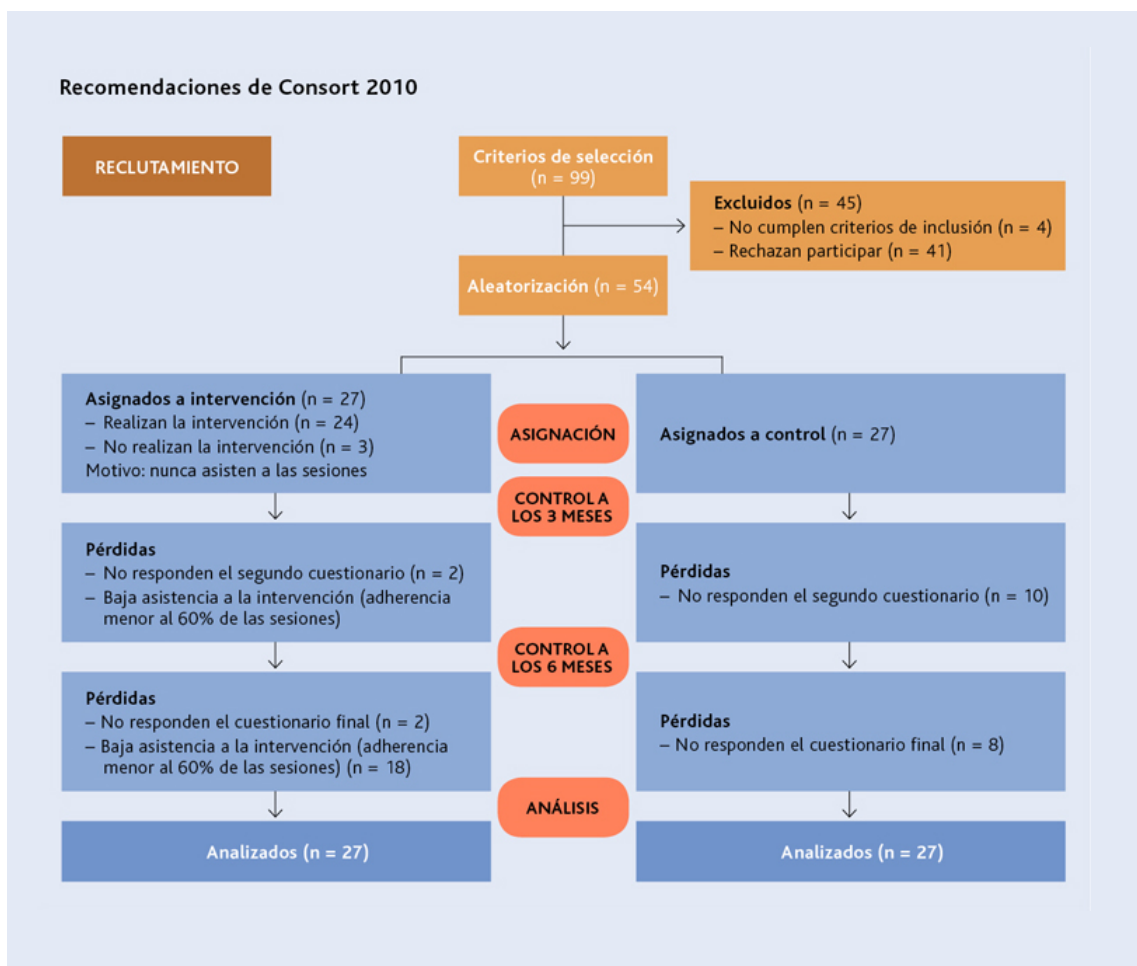 Recomendaciones de Consort 2010
RECLUTAMIENTO
Criterios de selección
(n = 99)
Excluidos (n = 45)
– No cumplen criterios de inclusión (n = 4)
– Rechazan participar (n = 41)
Aleatorización (n = 54)
Asignados a intervención (n = 27)
– Realizan la intervención (n = 24)
– No realizan la intervención (n = 3)
Motivo: nunca asisten a las sesiones
ASIGNACIÓN
Asignados a control (n = 27)
CONTROL A
LOS 3 MESES
Pérdidas
– No responden el segundo cuestionario (n = 2)
– Baja asistencia a la intervención (adherencia
menor al 60% de las sesiones)
Pérdidas
– No responden el segundo cuestionario (n = 10)
CONTROL A
LOS 6 MESES
Pérdidas
– No responden el cuestionario final (n = 2)
– Baja asistencia a la intervención (adherencia
menor al 60% de las sesiones) (n = 18)
Pérdidas
– No responden el cuestionario final (n = 8)
ANÁLISIS
Analizados (n = 27)
Analizados (n = 27)